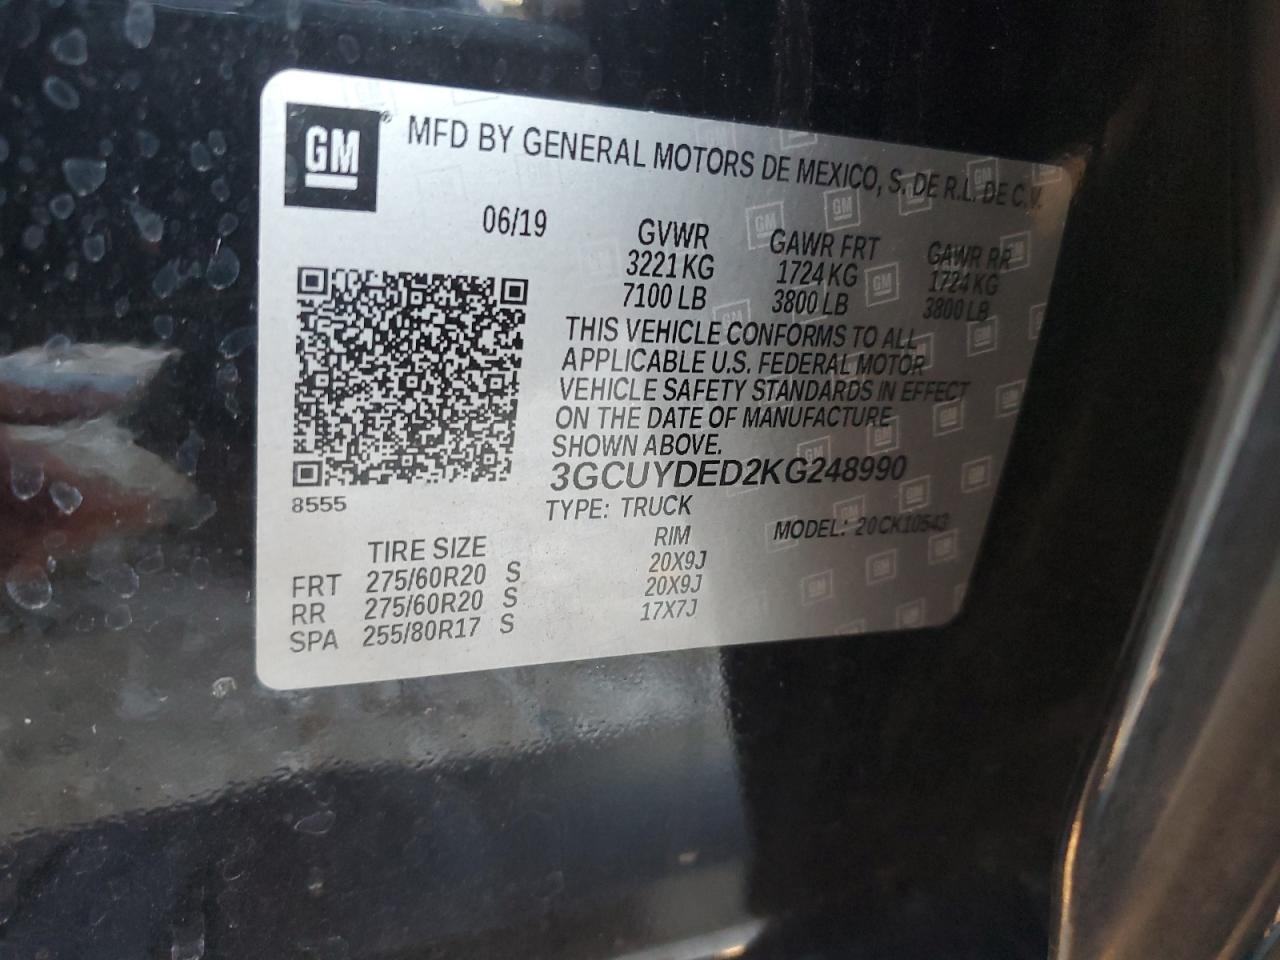 GM ®
MFD BY GENERAL MOTORS DE MEXICO, S. DE R.L. DE C.V.
06/19
GVWR GAWR FRT GAWR RR
3221 KG 1724 KG 1724 KG
7100 LB 3800 LB 3800 LB
THIS VEHICLE CONFORMS TO ALL
APPLICABLE U.S. FEDERAL MOTOR
VEHICLE SAFETY STANDARDS IN EFFECT
ON THE DATE OF MANUFACTURE
SHOWN ABOVE.
3GCUYDED2KG248990
8555
TYPE: TRUCK MODEL: 20CK10543
TIRE SIZE RIM
FRT 275/60R20 S 20X9J
RR 275/60R20 S 20X9J
SPA 255/80R17 S 17X7J